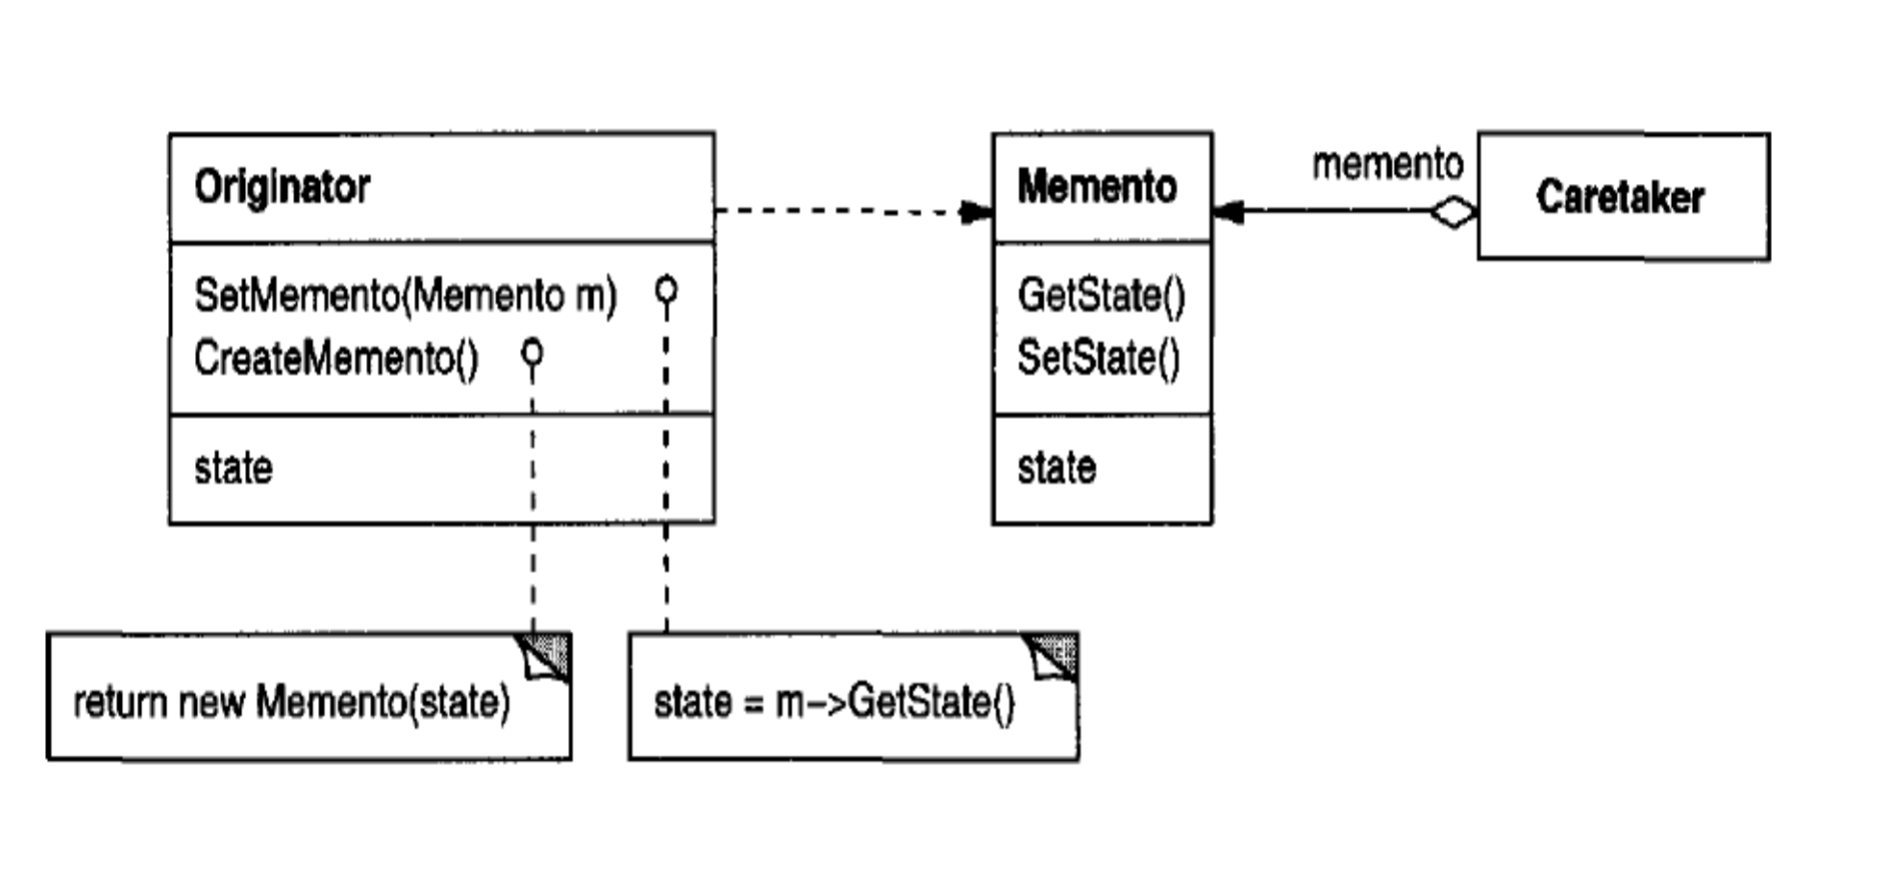 Originator
SetMemento(Memento m)
CreateMemento()
state
return new Memento(state)
state = m–>GetState()
Memento
GetState()
SetState()
state
memento
Caretaker